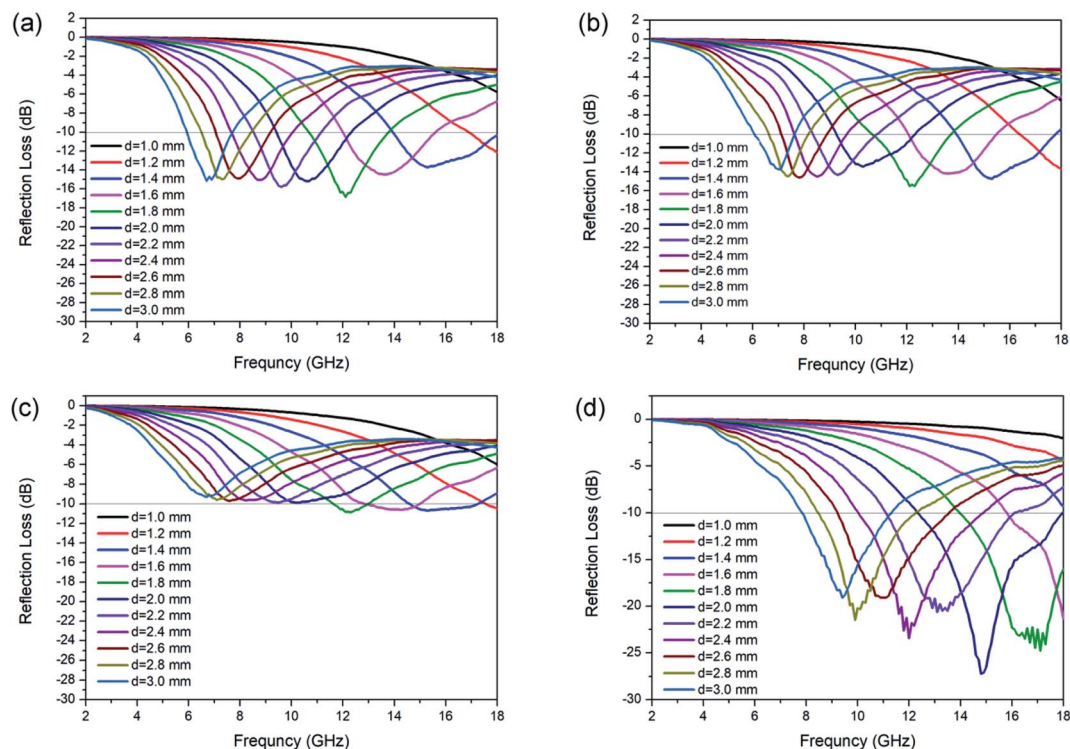 (a)
2
0
-2
-4
-6
-8
-10
-12
-14
-16
-18
-20
-22
-24
-26
-28
-30
Reflection Loss (dB)
d=1.0 mm
d=1.2 mm
d=1.4 mm
d=1.6 mm
d=1.8 mm
d=2.0 mm
d=2.2 mm
d=2.4 mm
d=2.6 mm
d=2.8 mm
d=3.0 mm
2 4 6 8 10 12 14 16 18
Frequncy (GHz)
(b)
2
0
-2
-4
-6
-8
-10
-12
-14
-16
-18
-20
-22
-24
-26
-28
-30
Reflection Loss (dB)
d=1.0 mm
d=1.2 mm
d=1.4 mm
d=1.6 mm
d=1.8 mm
d=2.0 mm
d=2.2 mm
d=2.4 mm
d=2.6 mm
d=2.8 mm
d=3.0 mm
2 4 6 8 10 12 14 16 18
Frequncy (GHz)
(c)
0
-2
-4
-6
-8
-10
-12
-14
-16
-18
-20
-22
-24
-26
-28
-30
Reflection Loss (dB)
d=1.0 mm
d=1.2 mm
d=1.4 mm
d=1.6 mm
d=1.8 mm
d=2.0 mm
d=2.2 mm
d=2.4 mm
d=2.6 mm
d=2.8 mm
d=3.0 mm
2 4 6 8 10 12 14 16 18
Frequncy (GHz)
(d)
0
-5
-10
-15
-20
-25
-30
Reflection Loss (dB)
d=1.0 mm
d=1.2 mm
d=1.4 mm
d=1.6 mm
d=1.8 mm
d=2.0 mm
d=2.2 mm
d=2.4 mm
d=2.6 mm
d=2.8 mm
d=3.0 mm
2 4 6 8 10 12 14 16 18
Frequncy (GHz)